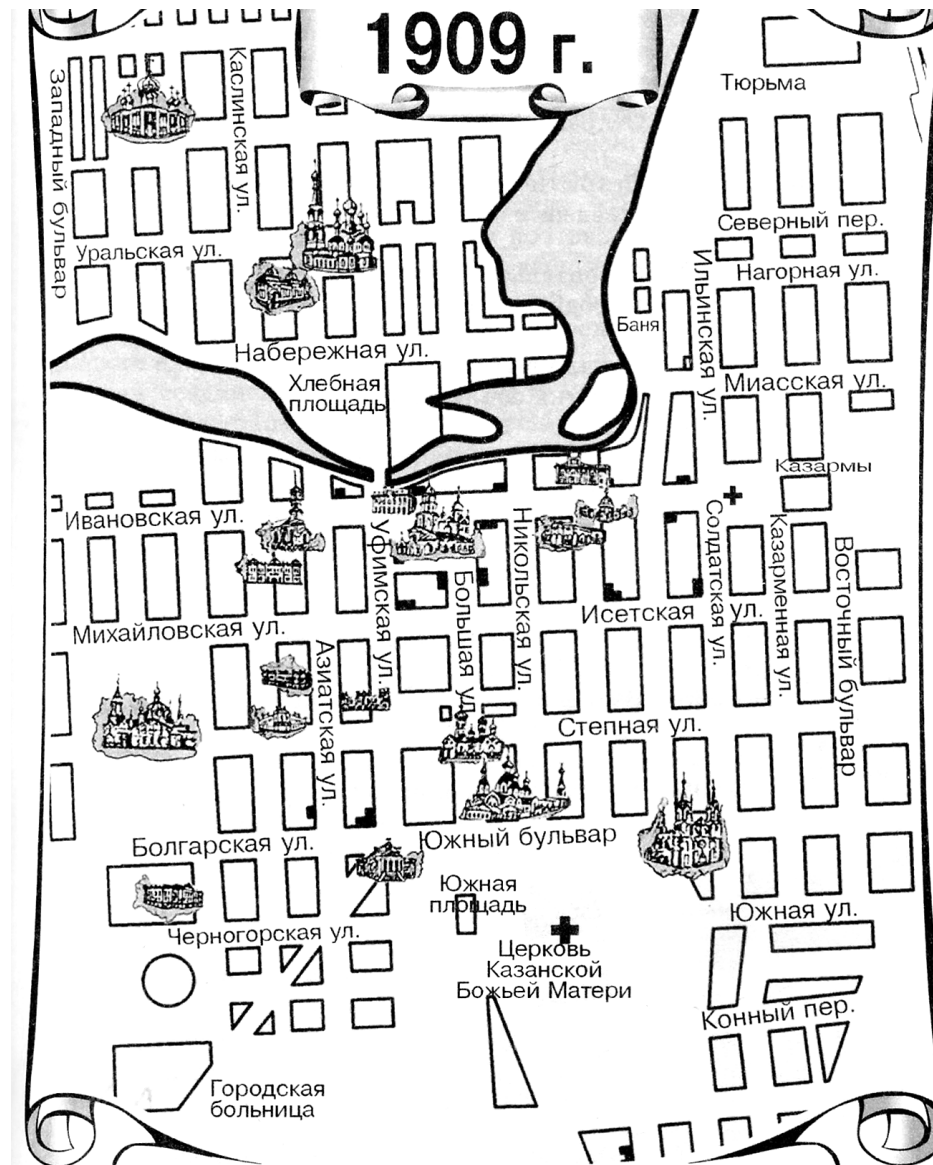 1909 г.
Тюрьма
Западный бульвар
Каслинская ул.
Северный пер.
Уральская ул.
Ильинская ул.
Нагорная ул.
Баня
Набережная ул.
Хлебная
площадь
Миасская ул.
Казармы
Ивановская ул.
Уфимская ул.
Большая ул.
Никольская ул.
Солдатская ул.
Казарменная ул.
Восточный бульвар
Исетская ул.
Михайловская ул.
Азиатская ул.
Степная ул.
Болгарская ул.
Южный бульвар
Южная
площадь
Южная ул.
Черногорская ул.
Церковь
Казанской
Божьей Матери
Конный пер.
Городская
больница